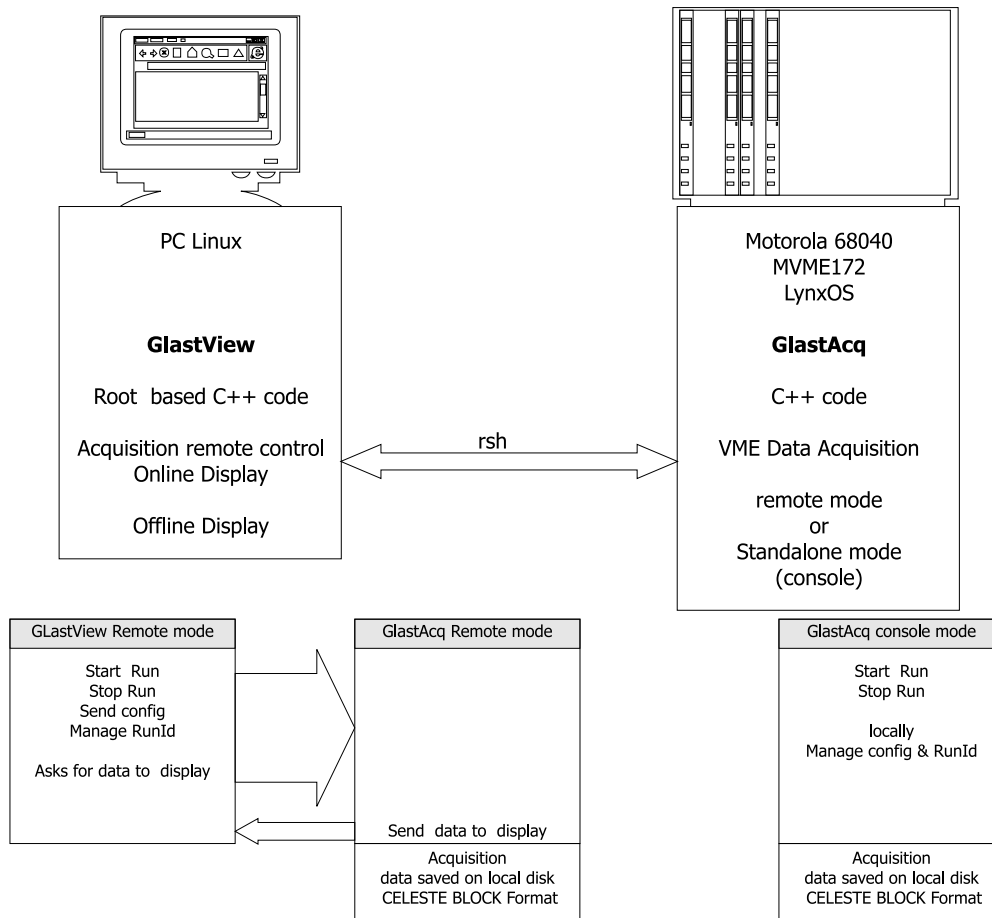 PC Linux
GlastView
Root based C++ code
Acquisition remote control
Online Display
Offline Display
rsh
Motorola 68040
MVME172
LynxOS
GlastAcq
C++ code
VME Data Acquisition
remote mode
or
Standalone mode
(console)
GLastView Remote mode
Start Run
Stop Run
Send config
Manage RunId
Asks for data to display
GlastAcq Remote mode
Send data to display
Acquisition
data saved on local disk
CELESTE BLOCK Format
GlastAcq console mode
Start Run
Stop Run
locally
Manage config & RunId
Acquisition
data saved on local disk
CELESTE BLOCK Format